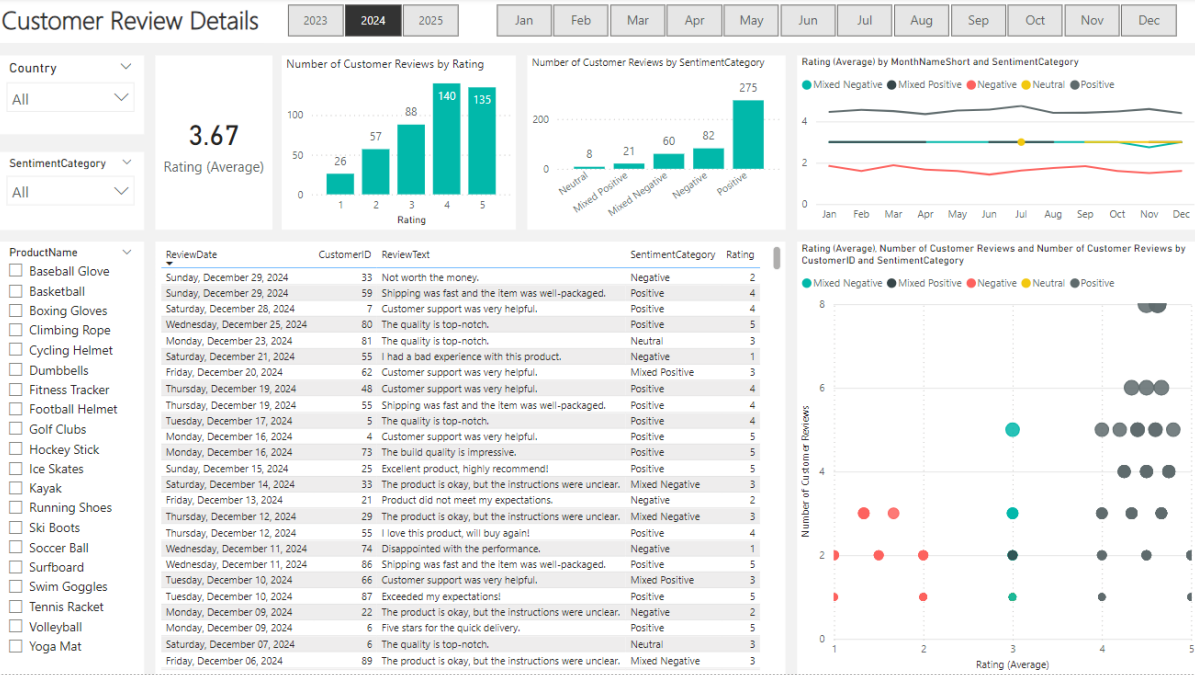 Customer Review Details
2023 2024 2025
Jan Feb Mar Apr May Jun Jul Aug Sep Oct Nov Dec
Country
All
SentimentCategory
All
3.67
Rating (Average)
Number of Customer Reviews by Rating
100
50
0
26 57 88 140 135
1 2 3 4 5
Rating
Number of Customer Reviews by SentimentCategory
200
0
8 21 60 82 275
Neutral Mixed Positive Mixed Negative Negative Positive
Rating (Average) by MonthNameShort and SentimentCategory
Mixed Negative Mixed Positive Negative Neutral Positive
4
2
0
Jan Feb Mar Apr May Jun Jul Aug Sep Oct Nov Dec
ProductName
Baseball Glove
Basketball
Boxing Gloves
Climbing Rope
Cycling Helmet
Dumbbells
Fitness Tracker
Football Helmet
Golf Clubs
Hockey Stick
Ice Skates
Kayak
Running Shoes
Ski Boots
Soccer Ball
Surfboard
Swim Goggles
Tennis Racket
Volleyball
Yoga Mat
ReviewDate CustomerID ReviewText SentimentCategory Rating
Sunday, December 29, 2024 33 Not worth the money. Negative 2
Sunday, December 29, 2024 59 Shipping was fast and the item was well-packaged. Positive 4
Saturday, December 28, 2024 7 Customer support was very helpful. Positive 4
Wednesday, December 25, 2024 80 The quality is top-notch. Positive 5
Monday, December 23, 2024 81 The quality is top-notch. Neutral 3
Saturday, December 21, 2024 55 I had a bad experience with this product. Negative 1
Friday, December 20, 2024 62 Customer support was very helpful. Mixed Positive 3
Thursday, December 19, 2024 48 Customer support was very helpful. Positive 4
Thursday, December 19, 2024 55 Shipping was fast and the item was well-packaged. Positive 4
Tuesday, December 17, 2024 5 The quality is top-notch. Positive 4
Monday, December 16, 2024 4 Customer support was very helpful. Positive 5
Monday, December 16, 2024 73 The build quality is impressive. Positive 5
Sunday, December 15, 2024 25 Excellent product, highly recommend! Positive 5
Saturday, December 14, 2024 33 The product is okay, but the instructions were unclear. Mixed Negative 3
Friday, December 13, 2024 21 Product did not meet my expectations. Negative 2
Thursday, December 12, 2024 29 The product is okay, but the instructions were unclear. Mixed Negative 3
Thursday, December 12, 2024 55 I love this product, will buy again! Positive 4
Wednesday, December 11, 2024 74 Disappointed with the performance. Negative 1
Wednesday, December 11, 2024 86 Shipping was fast and the item was well-packaged. Positive 5
Tuesday, December 10, 2024 66 Customer support was very helpful. Mixed Positive 3
Tuesday, December 10, 2024 87 Exceeded my expectations! Positive 5
Monday, December 09, 2024 22 The product is okay, but the instructions were unclear. Negative 2
Monday, December 09, 2024 6 Five stars for the quick delivery. Positive 5
Saturday, December 07, 2024 6 The quality is top-notch. Neutral 3
Friday, December 06, 2024 89 The product is okay, but the instructions were unclear. Mixed Negative 3
Rating (Average), Number of Customer Reviews and Number of Customer Reviews by
CustomerID and SentimentCategory
Mixed Negative Mixed Positive Negative Neutral Positive
Number of Customer Reviews
8
6
4
2
0
1 2 3 4 5
Rating (Average)